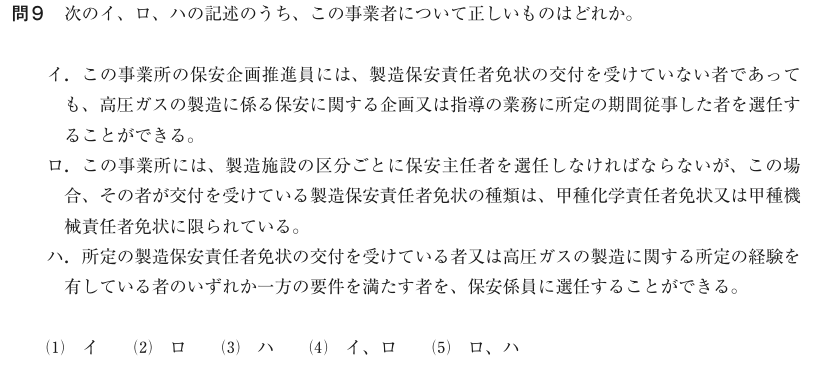 問9 次のイ、ロ、ハの記述のうち、この事業者について正しいものはどれか。
イ．この事業所の保安企画推進員には、製造保安責任者免状の交付を受けていない者であって
も、高圧ガスの製造に係る保安に関する企画又は指導の業務に所定の期間従事した者を選任す
ることができる。
ロ．この事業所には、製造施設の区分ごとに保安主任者を選任しなければならないが、この場
合、その者が交付を受けている製造保安責任者免状の種類は、甲種化学責任者免状又は甲種機
械責任者免状に限られている。
ハ．所定の製造保安責任者免状の交付を受けている者又は高圧ガスの製造に関する所定の経験を
有している者のいずれか一方の要件を満たす者を、保安係員に選任することができる。
(1) イ (2) ロ (3) ハ (4) イ、ロ (5) ロ、ハ